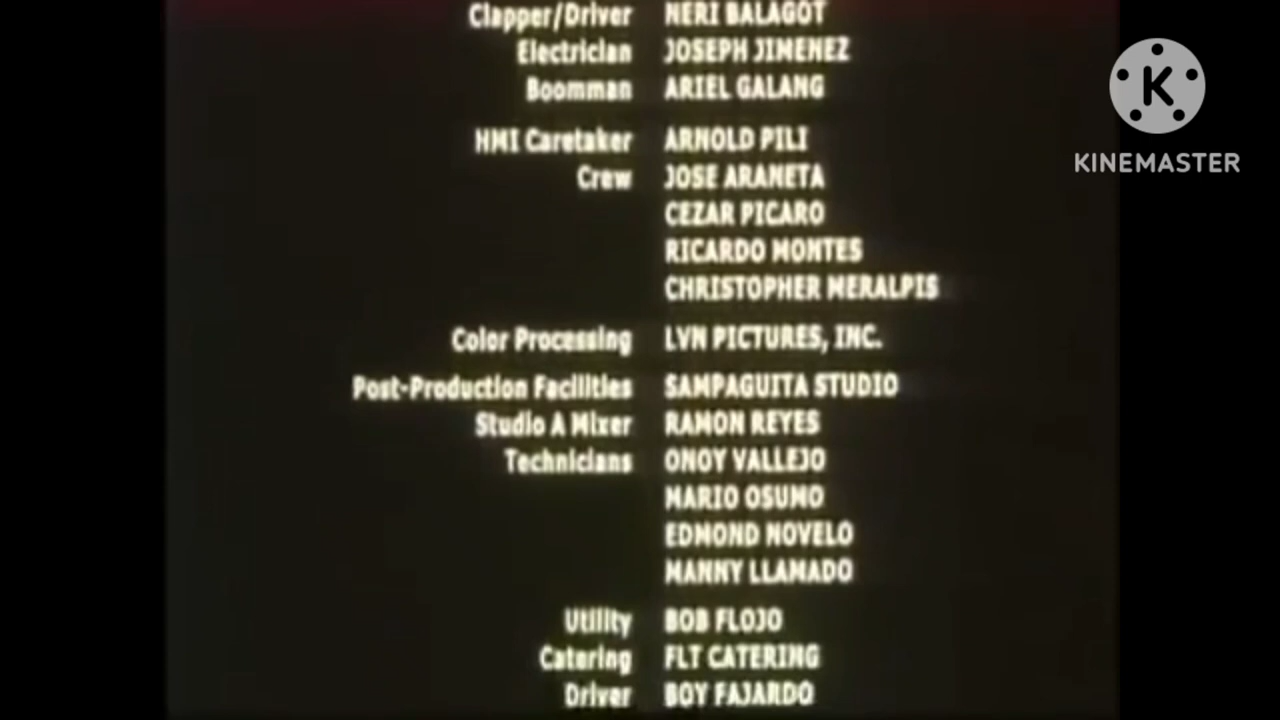 Clapper/Driver NERI BALAGOT
Electrician JOSEPH JIMENEZ
Boomman ARIEL GALANG
HMI Caretaker ARNOLD PILI
Crew JOSE ARANETA
CEZAR PICARO
RICARDO MONTES
CHRISTOPHER MERALPIS
Color Processing LVN PICTURES, INC.
Post-Production Facilities SAMPAGUITA STUDIO
Studio A Mixer RAMON REYES
Technicians ONOY VALLEJO
MARIO OSUMO
EDMOND NOVELO
MANNY LLAMADO
Utility BOB FLOJO
Catering FLT CATERING
Driver BOY FAJARDO
K
KINEMASTER